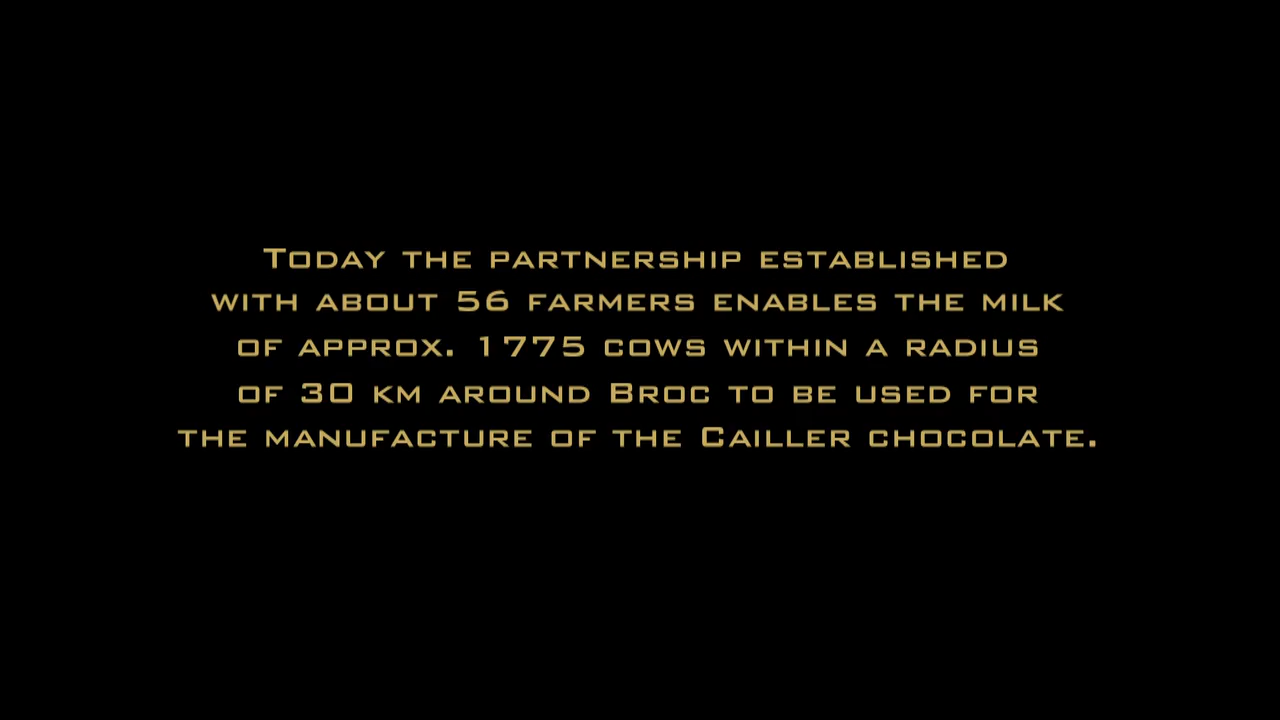 Today the partnership established
with about 56 farmers enables the milk
of approx. 1775 cows within a radius
of 30 km around Broc to be used for
the manufacture of the Cailler chocolate.